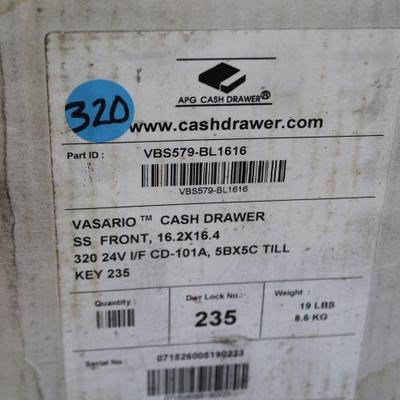 320
APG CASH DRAWER®
www.cashdrawer.com
Part ID : VBS579-BL1616
VBS579-BL1616
VASARIO™ CASH DRAWER
SS FRONT, 16.2X16.4
320 24V I/F CD-101A, 5BX5C TILL
KEY 235
Quantity : Dwr Lock No.: Weight :
235 19 LBS
8.6 KG
Serial No : 071526005190223